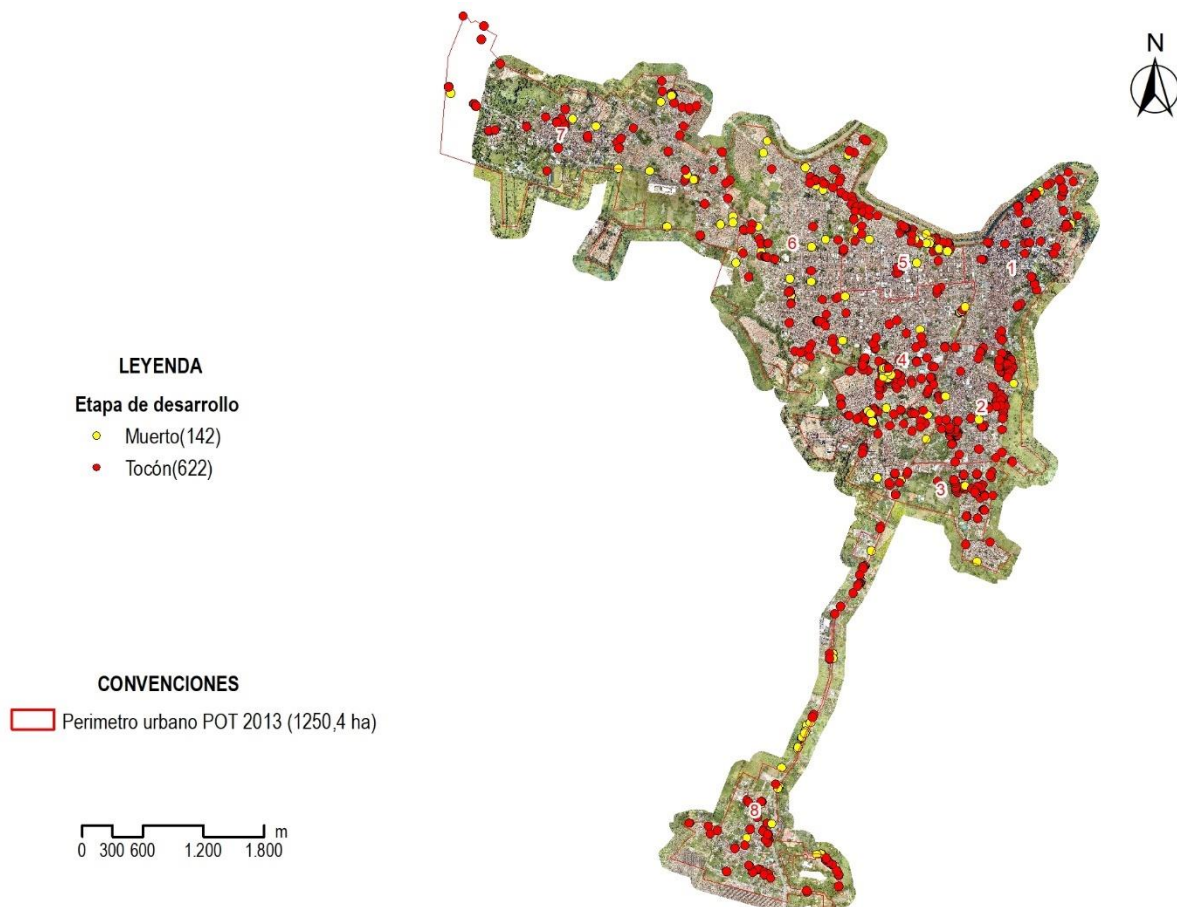 N
7
6
5
1
4
2
3
8
LEYENDA
Etapa de desarrollo
Muerto(142)
Tocón(622)
CONVENCIONES
Perimetro urbano POT 2013 (1250,4 ha)
m
0 300 600 1.200 1.800